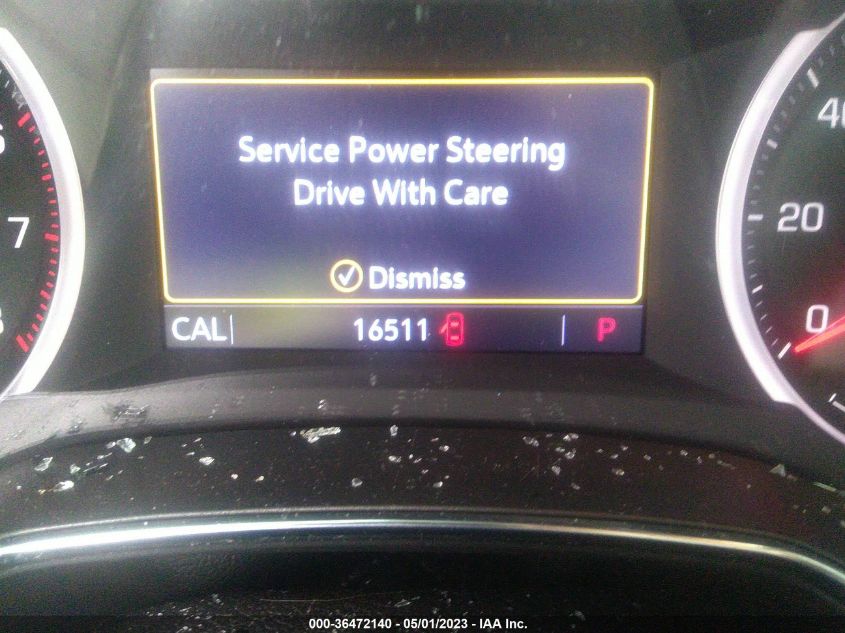 Service Power Steering
Drive With Care
Dismiss
CAL 16511 P
7
40
20
0
000-36472140 - 05/01/2023 - IAA Inc.